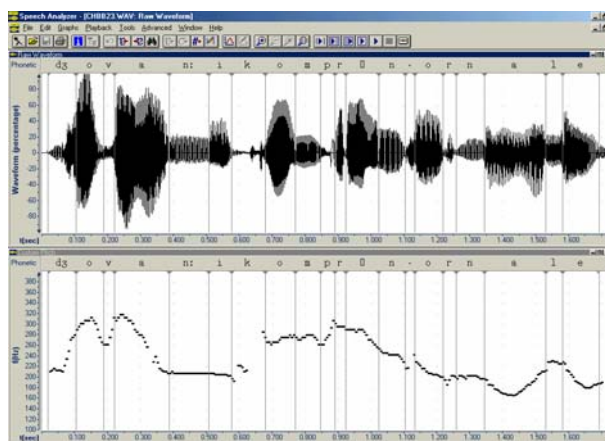 Speech Analyzer - [CHBB23.WAV: Raw Waveform]
File Edit Graphs Playback Tools Advanced Window Help
Raw Waveform
Phonetic dʒ o v a n: i k o m p r 0 n - o r n a l e
Waveform (percentage)
80
60
40
20
0
-20
-40
-60
-80
t(sec) 0.100 0.200 0.300 0.400 0.500 0.600 0.700 0.800 0.900 1.000 1.100 1.200 1.300 1.400 1.500 1.600
Phonetic dʒ o v a n: i k o m p r 0 n - o r n a l e
f(Hz)
380
360
340
320
300
280
260
240
220
200
180
160
140
120
100
t(sec) 0.100 0.200 0.300 0.400 0.500 0.600 0.700 0.800 0.900 1.000 1.100 1.200 1.300 1.400 1.500 1.600